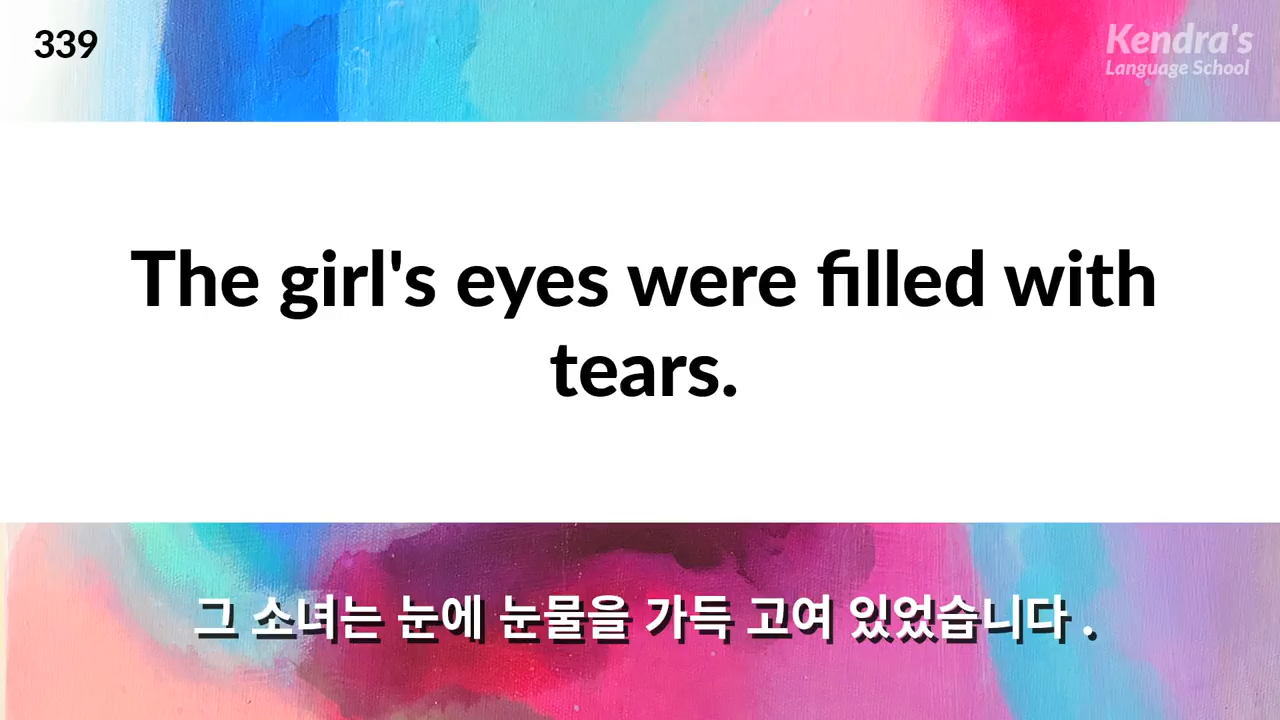 339
Kendra's
Language School
The girl's eyes were filled with
tears.
그 소녀는 눈에 눈물을 가득 고여 있었습니다 .